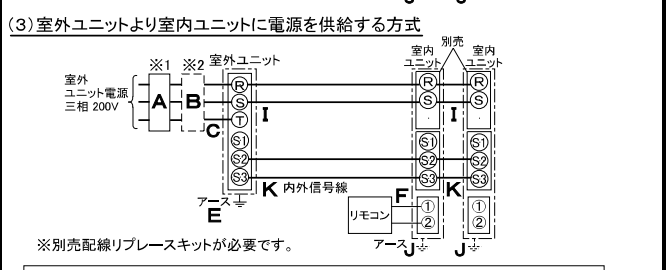 (3)室外ユニットより室内ユニットに電源を供給する方式
別売
※1 ※2 室外ユニット 室内ユニット 室内ユニット
室外
ユニット電源
三相 200V
A B C
R R R
S I S I S
T · ·
S1 S1 S1
S2 S2 S2
S3 K 内外信号線 S3 K S3
アース
E
F
リモコン
① ①
② ②
アース J J
※別売配線リプレースキットが必要です。